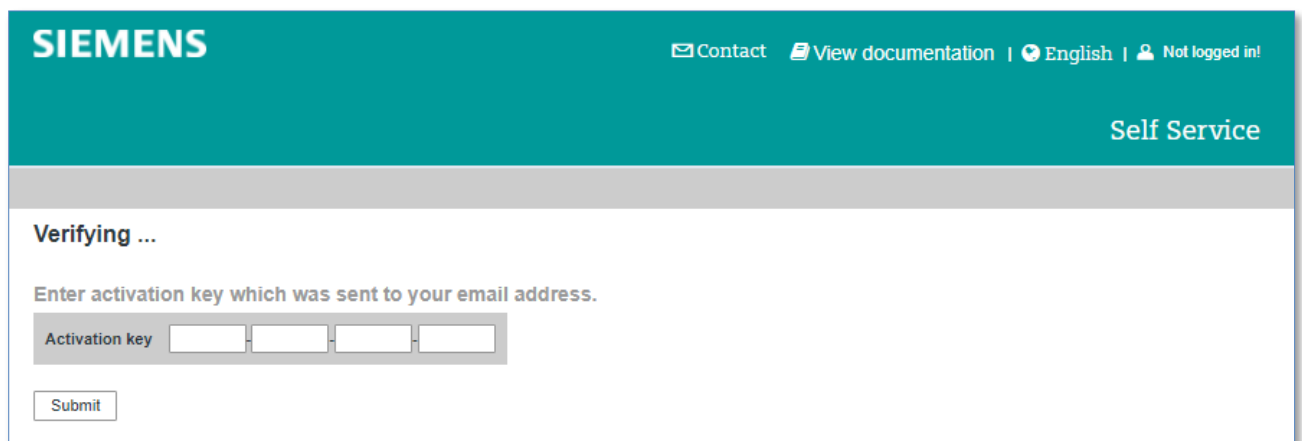 SIEMENS
Contact View documentation | English | Not logged in!
Self Service
Verifying ...
Enter activation key which was sent to your email address.
Activation key - - -
Submit